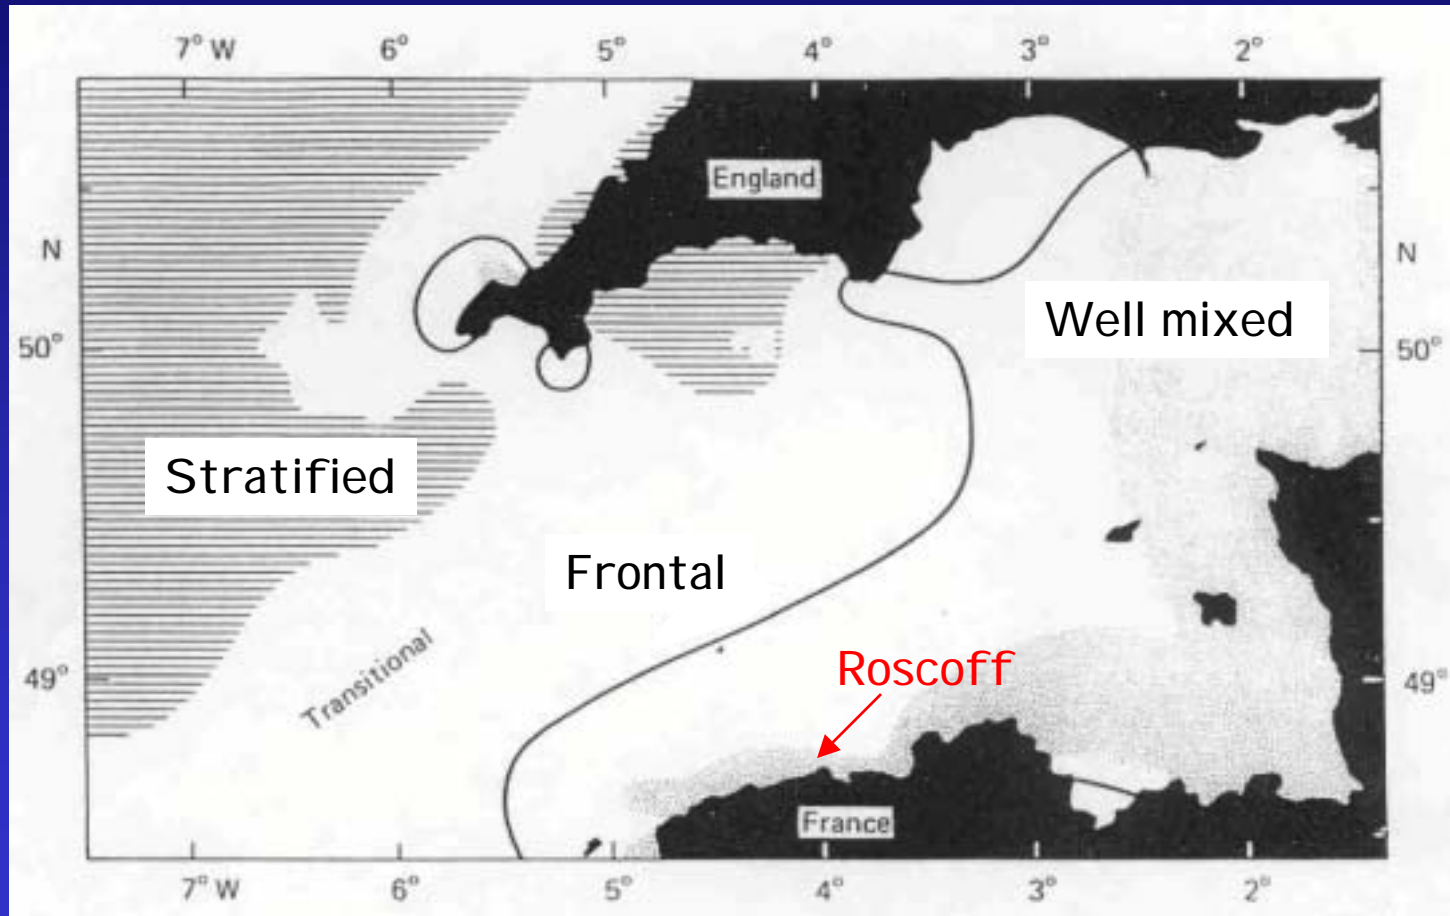 7° W 6° 5° 4° 3° 2°
England
N N
Well mixed
50° 50°
Stratified
Frontal
Transitional
Roscoff
49° 49°
France
7° W 6° 5° 4° 3° 2°